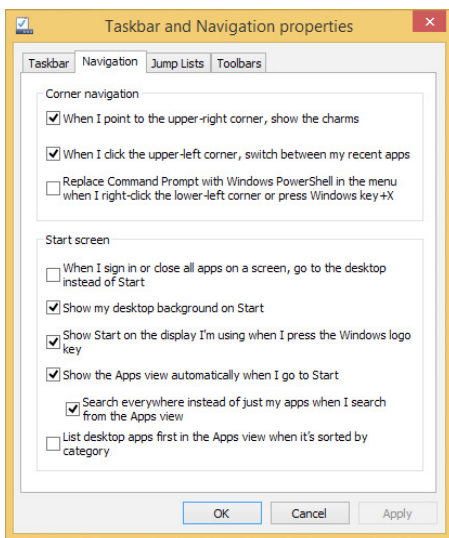 Taskbar and Navigation properties
Taskbar Navigation Jump Lists Toolbars
Corner navigation
When I point to the upper-right corner, show the charms
When I click the upper-left corner, switch between my recent apps
Replace Command Prompt with Windows PowerShell in the menu
when I right-click the lower-left corner or press Windows key+X
Start screen
When I sign in or close all apps on a screen, go to the desktop
instead of Start
Show my desktop background on Start
Show Start on the display I'm using when I press the Windows logo
key
Show the Apps view automatically when I go to Start
Search everywhere instead of just my apps when I search
from the Apps view
List desktop apps first in the Apps view when it's sorted by
category
OK Cancel Apply